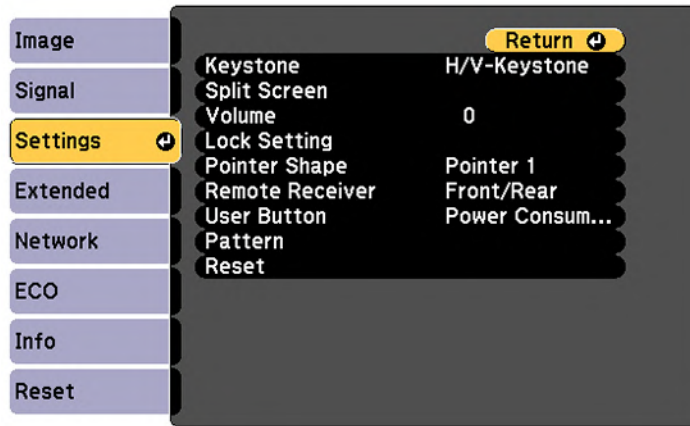 Image
Signal
Settings
Extended
Network
ECO
Info
Reset
Return
Keystone H/V-Keystone
Split Screen
Volume 0
Lock Setting
Pointer Shape Pointer 1
Remote Receiver Front/Rear
User Button Power Consum...
Pattern
Reset